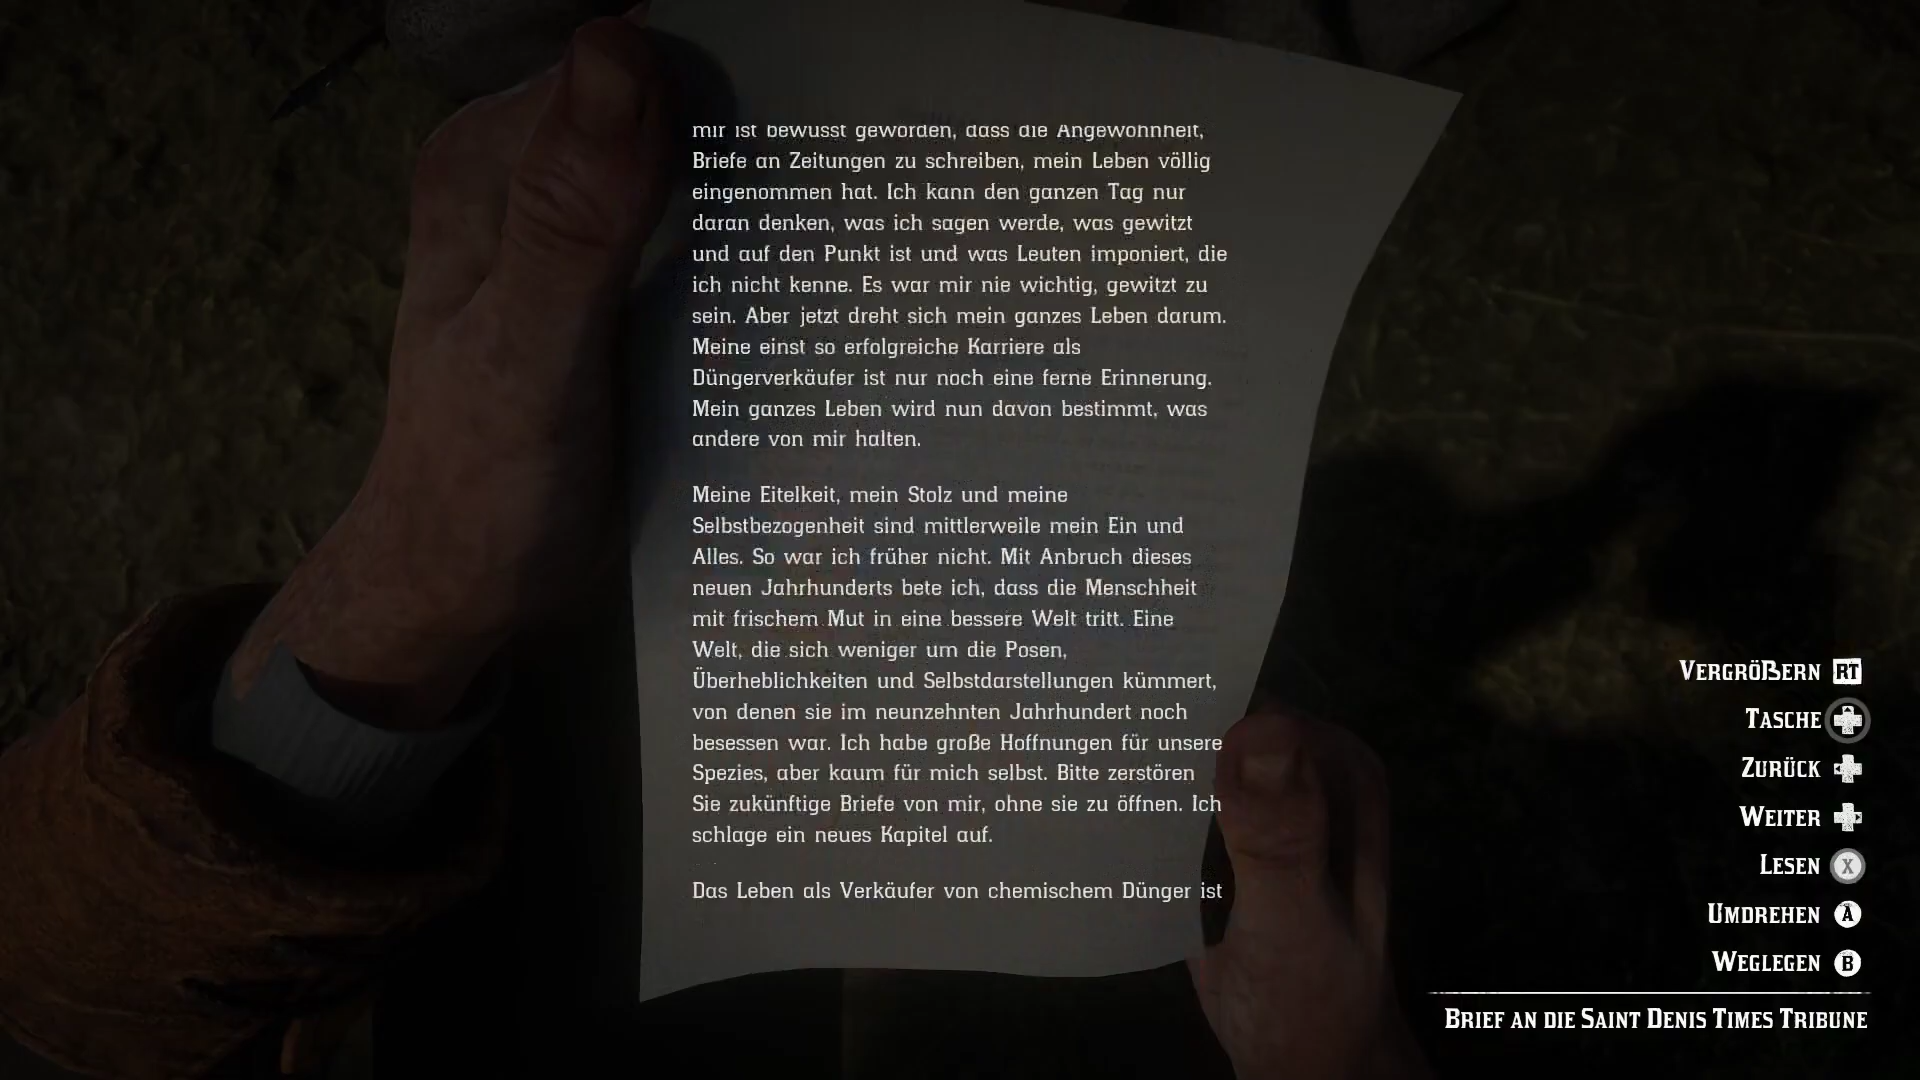 mir ist bewusst geworden, dass die Angewohnheit,
Briefe an Zeitungen zu schreiben, mein Leben völlig
eingenommen hat. Ich kann den ganzen Tag nur
daran denken, was ich sagen werde, was gewitzt
und auf den Punkt ist und was Leuten imponiert, die
ich nicht kenne. Es war mir nie wichtig, gewitzt zu
sein. Aber jetzt dreht sich mein ganzes Leben darum.
Meine einst so erfolgreiche Karriere als
Düngerverkäufer ist nur noch eine ferne Erinnerung.
Mein ganzes Leben wird nun davon bestimmt, was
andere von mir halten.
Meine Eitelkeit, mein Stolz und meine
Selbstbezogenheit sind mittlerweile mein Ein und
Alles. So war ich früher nicht. Mit Anbruch dieses
neuen Jahrhunderts bete ich, dass die Menschheit
mit frischem Mut in eine bessere Welt tritt. Eine
Welt, die sich weniger um die Posen,
Überheblichkeiten und Selbstdarstellungen kümmert,
von denen sie im neunzehnten Jahrhundert noch
besessen war. Ich habe große Hoffnungen für unsere
Spezies, aber kaum für mich selbst. Bitte zerstören
Sie zukünftige Briefe von mir, ohne sie zu öffnen. Ich
schlage ein neues Kapitel auf.
Das Leben als Verkäufer von chemischem Dünger ist
Vergrößern RT
Tasche
Zurück
Weiter
Lesen X
Umdrehen A
Weglegen B
Brief an die Saint Denis Times Tribune